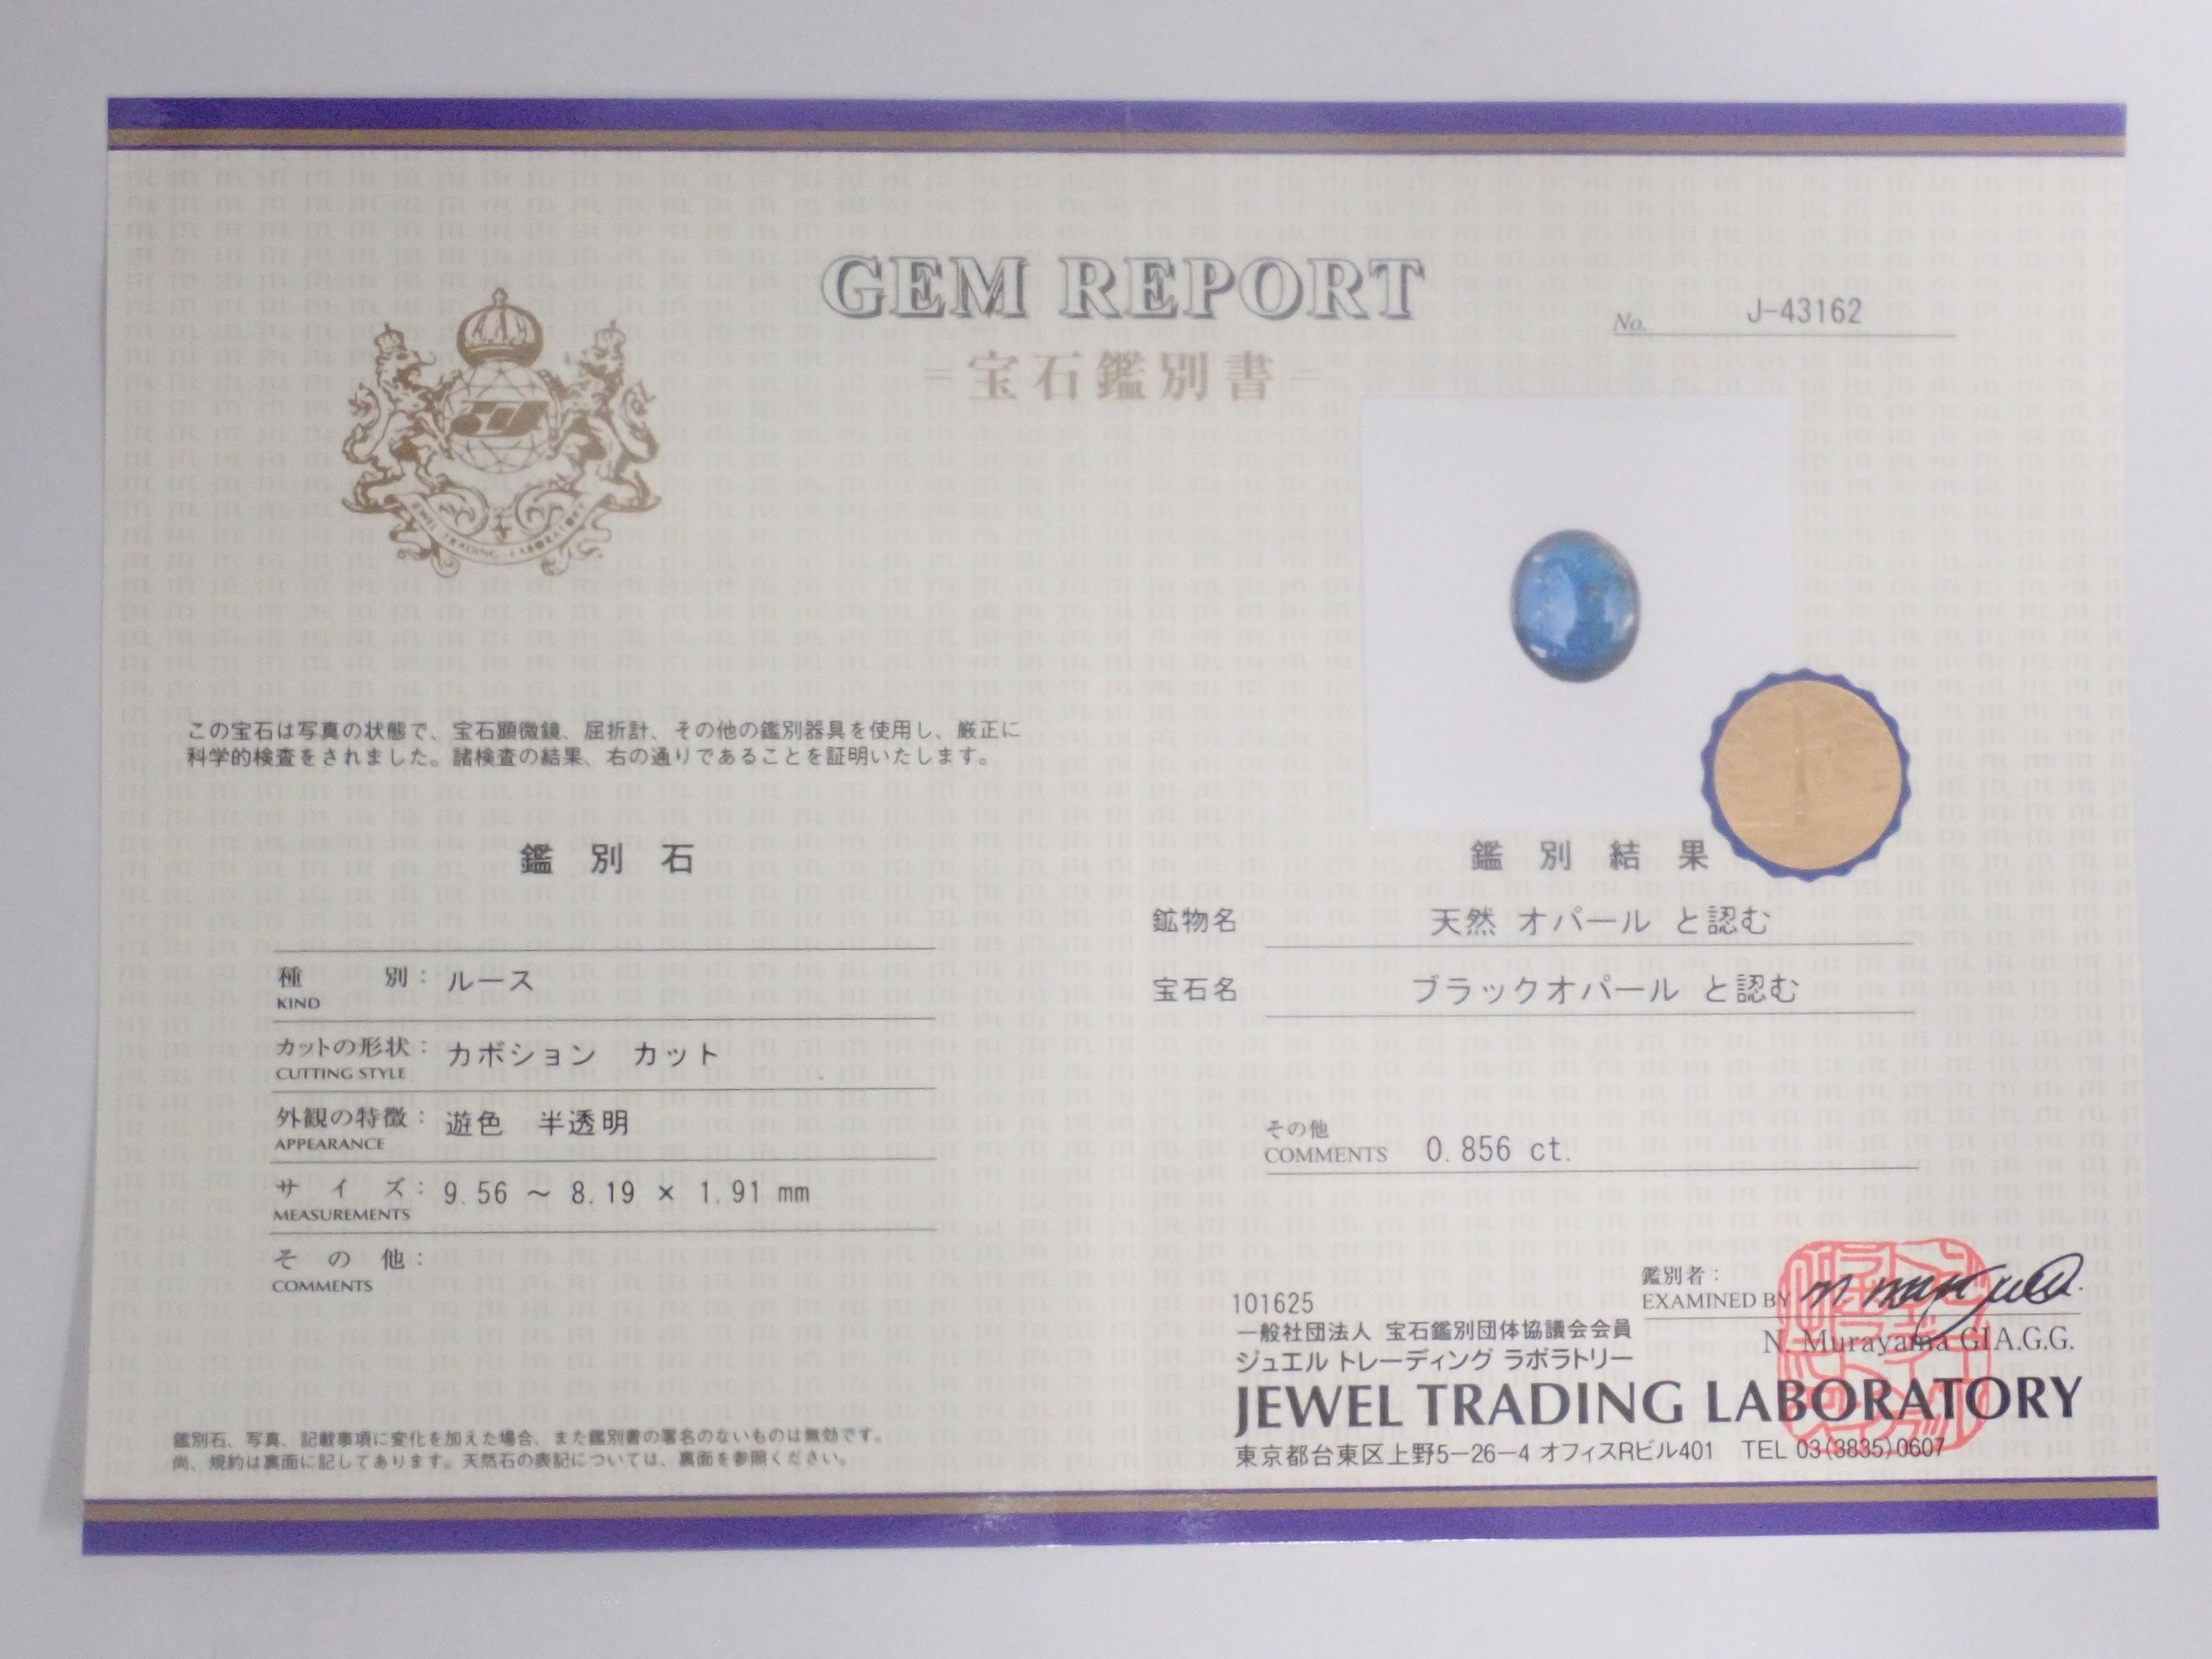 GEM REPORT
No. J-43162
=宝石鑑別書=
JEWEL TRADING LABORATORY
この宝石は写真の状態で、宝石顕微鏡、屈折計、その他の鑑別器具を使用し、厳正に
科学的検査をされました。諸検査の結果、右の通りであることを証明いたします。
鑑別石
種別: ルース
KIND
カットの形状: カボション カット
CUTTING STYLE
外観の特徴: 遊色 半透明
APPEARANCE
サイズ: 9.56 ～ 8.19 × 1.91 mm
MEASUREMENTS
その他:
COMMENTS
鑑別石、写真、記載事項に変化を加えた場合、また鑑別書の署名のないものは無効です。
尚、規約は裏面に記してあります。天然石の表記については、裏面を参照ください。
鑑別結果
鉱物名 天然 オパール と認む
宝石名 ブラックオパール と認む
その他
COMMENTS 0.856 ct.
鑑別者:
EXAMINED BY
N. Murayama GIA.G.G.
101625
一般社団法人 宝石鑑別団体協議会会員
ジュエル トレーディング ラボラトリー
JEWEL TRADING LABORATORY
東京都台東区上野5－26－4 オフィスRビル401 TEL 03(3835)0607